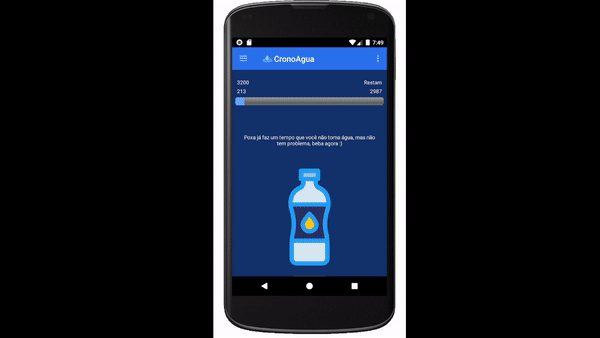 7:49
CronoAgua
3200 Restam
213 2987
Poxa já faz um tempo que você não toma água, mas não
tem problema, beba agora :)